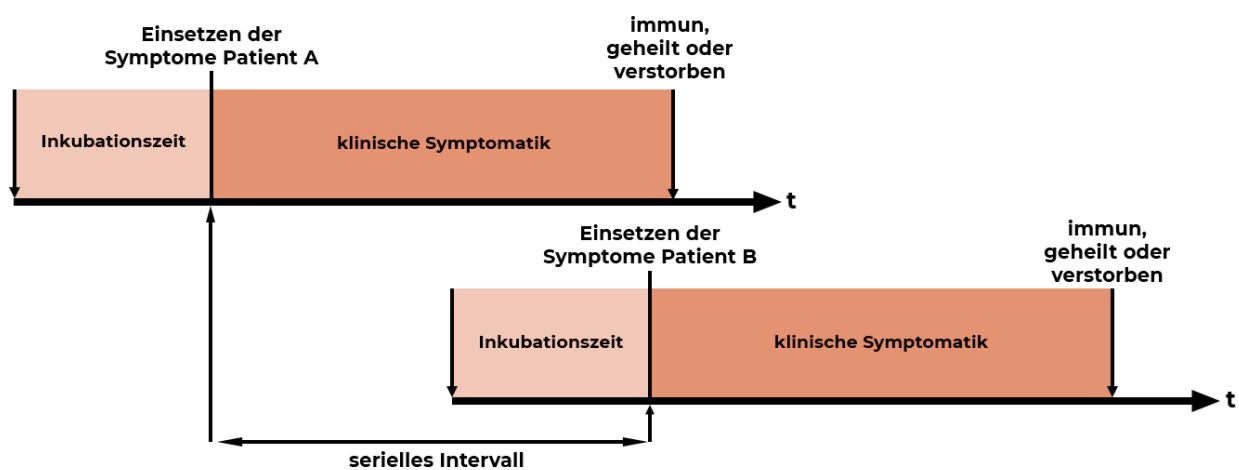 Einsetzen der
Symptome Patient A
immun,
geheilt oder
verstorben
Inkubationszeit
klinische Symptomatik
t
Einsetzen der
Symptome Patient B
immun,
geheilt oder
verstorben
Inkubationszeit
klinische Symptomatik
t
serielles Intervall